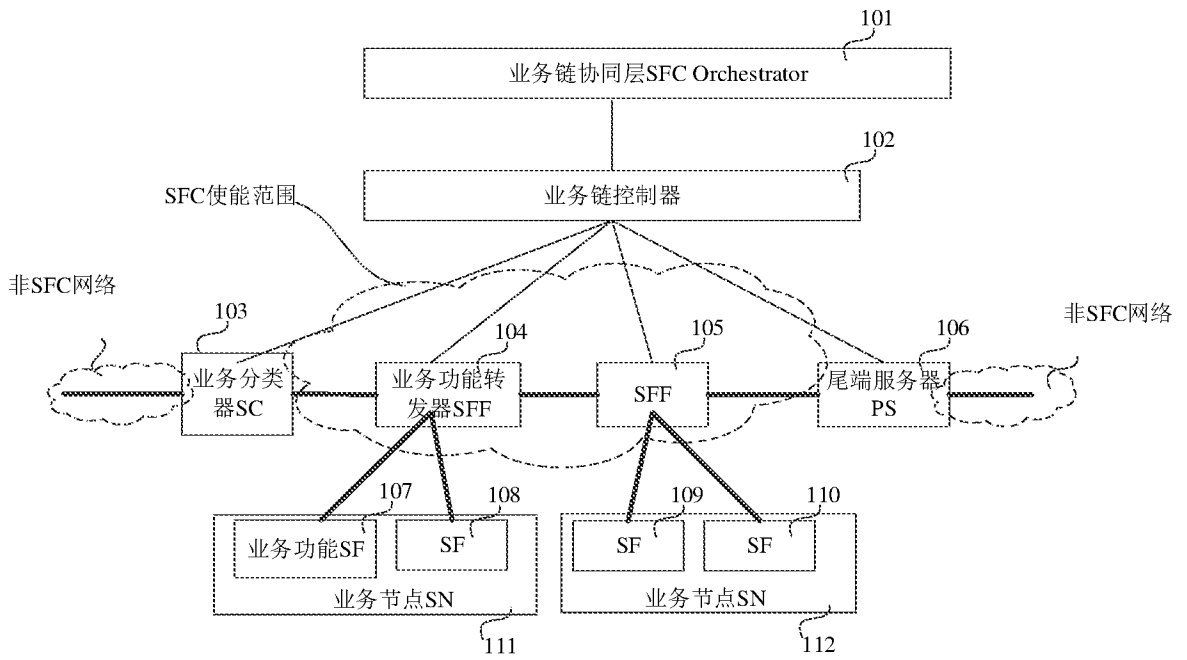 101
业务链协同层SFC Orchestrator
102
业务链控制器
SFC使能范围
非SFC网络
非SFC网络
103
104
105
106
业务分类
器SC
业务功能转
发器SFF
SFF
尾端服务器
PS
107
108
109
110
业务功能SF
SF
SF
SF
业务节点SN
业务节点SN
111
112